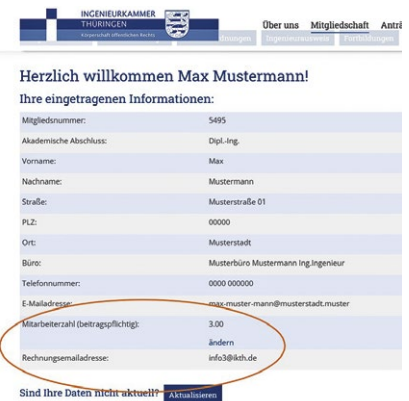 INGENIEURKAMMER
THÜRINGEN
Körperschaft öffentlichen Rechts
Über uns Mitgliedschaft Anträ
Ingenieurausweis Fortbildungen
Herzlich willkommen Max Mustermann!
Ihre eingetragenen Informationen:
Mitgliedsnummer: 5495
Akademische Abschluss: Dipl.-Ing.
Vorname: Max
Nachname: Mustermann
Straße: Musterstraße 01
PLZ: 00000
Ort: Musterstadt
Büro: Musterbüro Mustermann Ing.Ingenieur
Telefonnummer: 0000 000000
E-Mailadresse: max-muster-mann@musterstadt.muster
Mitarbeiterzahl (beitragspflichtig): 3.00
ändern
Rechnungsemailadresse: info3@ikth.de
Sind Ihre Daten nicht aktuell? Aktualisieren